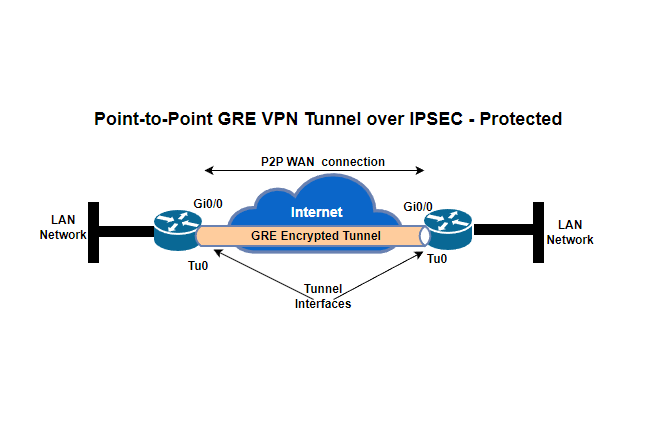 Point-to-Point GRE VPN Tunnel over IPSEC - Protected
P2P WAN connection
Gi0/0
Gi0/0
Internet
LAN
Network
LAN
Network
GRE Encrypted Tunnel
Tu0
Tu0
Tunnel
Interfaces